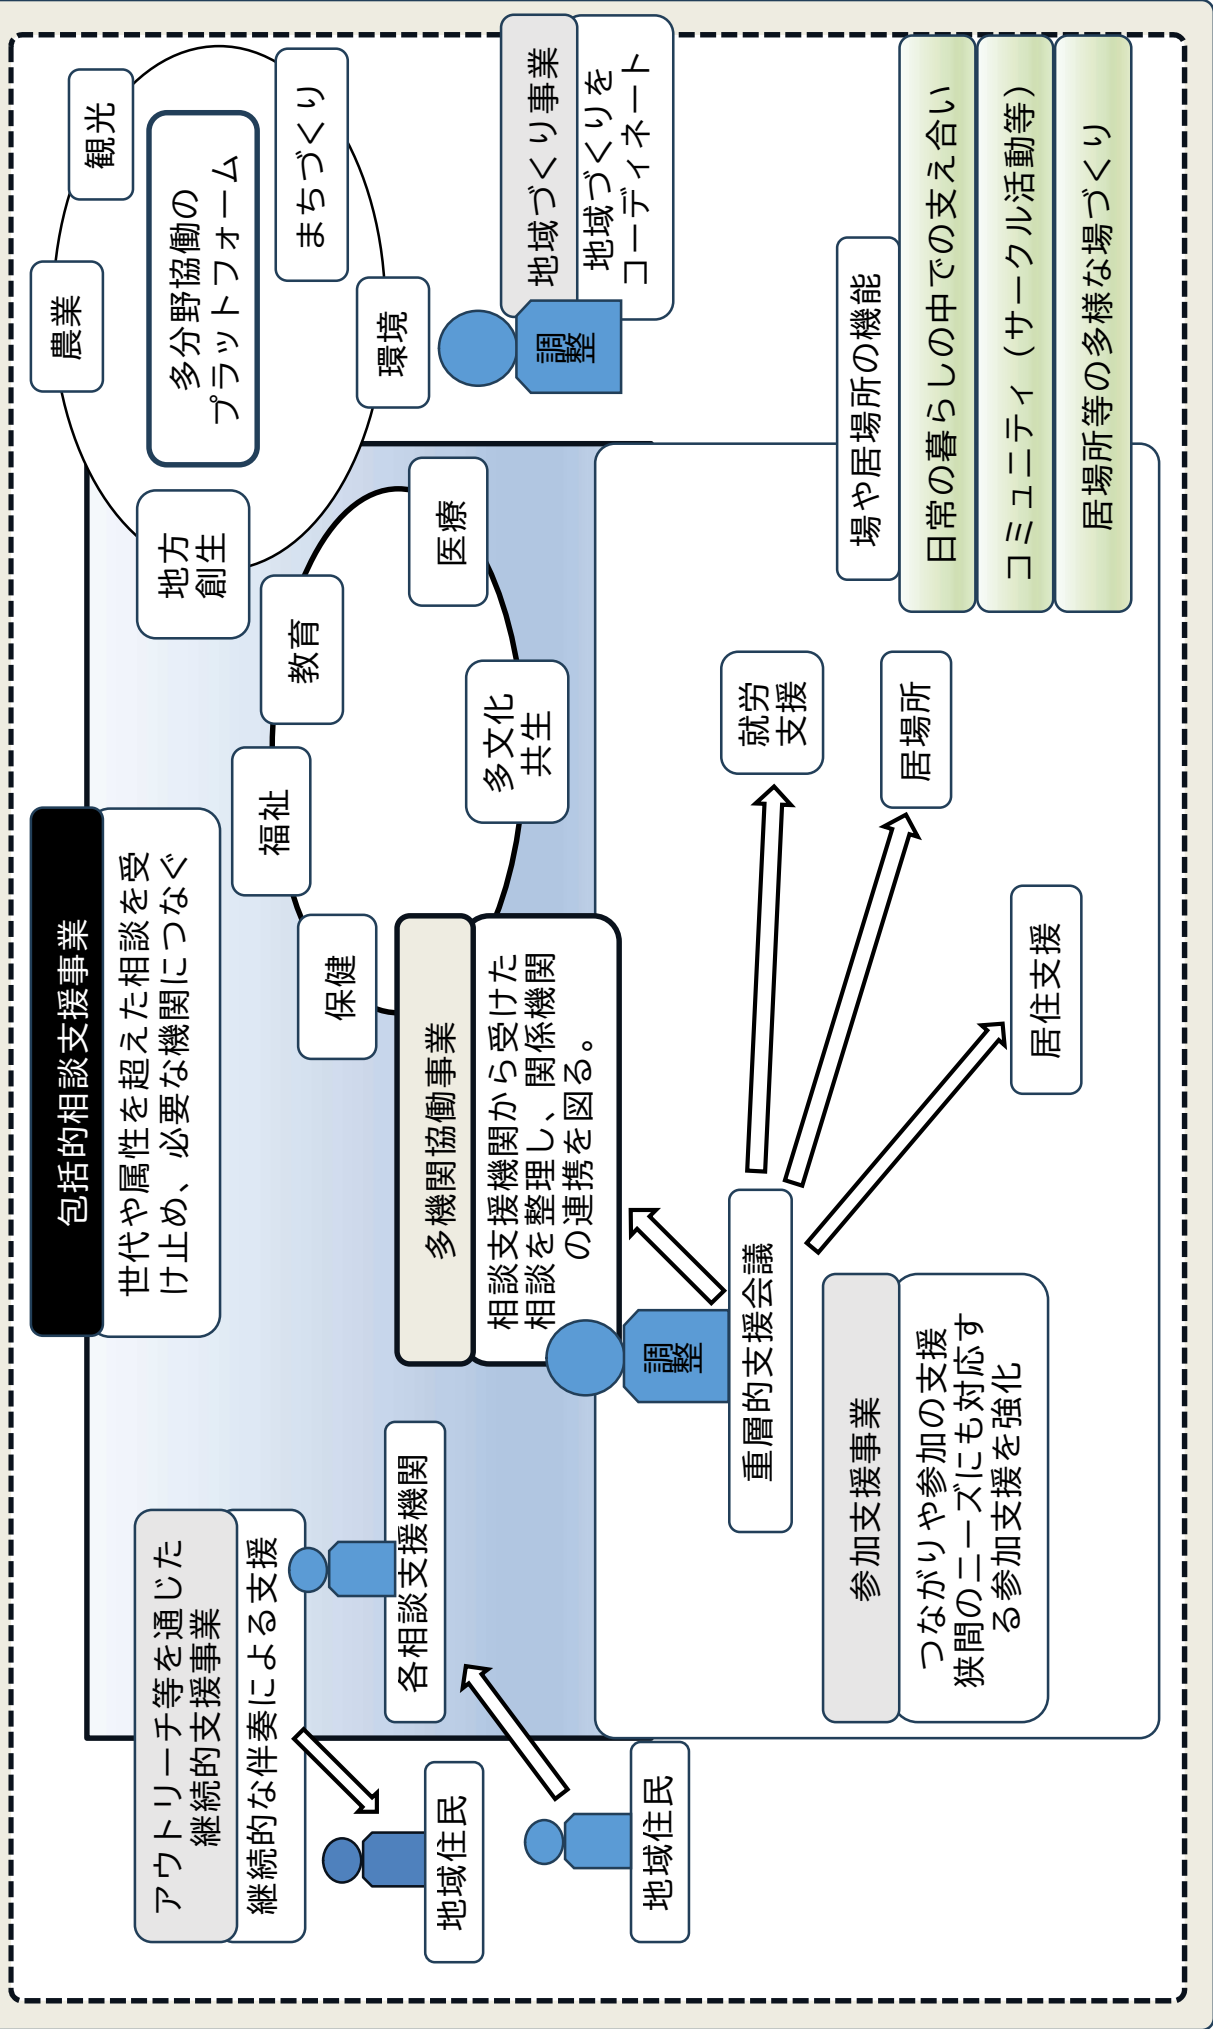 包括的相談支援事業
世代や属性を超えた相談を受
け止め、必要な機関につなぐ
アウトリーチ等を通じた
継続的支援事業
継続的な伴奏による支援
各相談支援機関
地域住民
地域住民
多機関協働事業
相談支援機関から受けた
相談を整理し、関係機関
の連携を図る。
調整
重層的支援会議
保健
福祉
教育
医療
多文化
共生
地方
創生
農業
観光
まちづくり
環境
多分野協働の
プラットフォーム
地域づくり事業
地域づくりを
コーディネート
調整
参加支援事業
つながりや参加の支援
狭間のニーズにも対応す
る参加支援を強化
就労
支援
居場所
居住支援
場や居場所の機能
日常の暮らしの中での支え合い
コミュニティ（サークル活動等）
居場所等の多様な場づくり